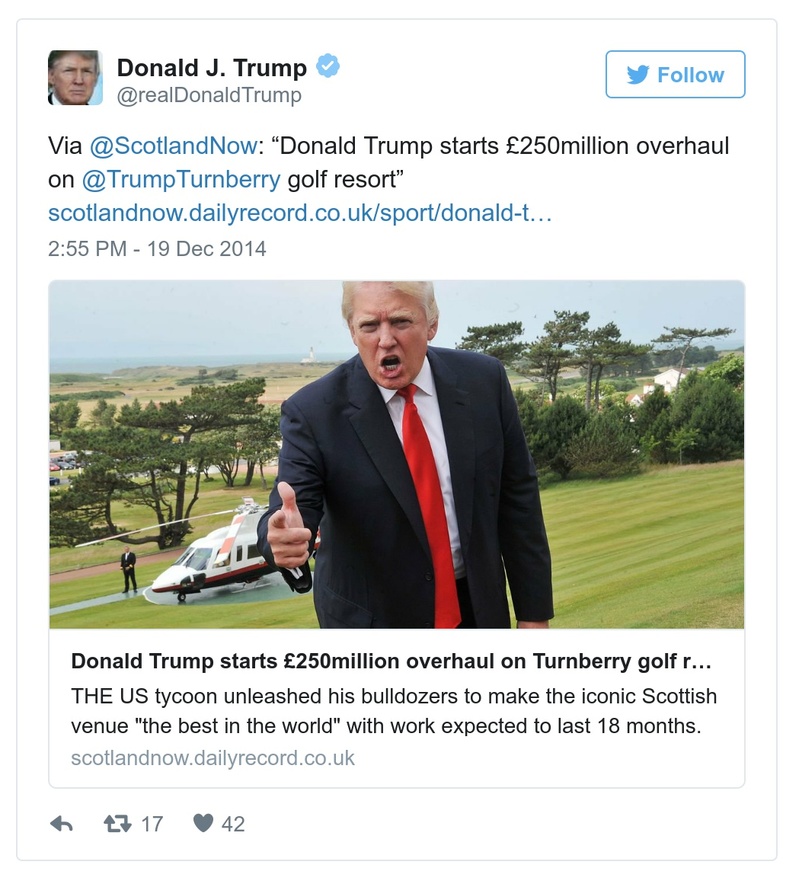 Donald J. Trump
@realDonaldTrump
Follow
Via @ScotlandNow: “Donald Trump starts £250million overhaul
on @TrumpTurnberry golf resort”
scotlandnow.dailyrecord.co.uk/sport/donald-t…
2:55 PM - 19 Dec 2014
Donald Trump starts £250million overhaul on Turnberry golf r…
THE US tycoon unleashed his bulldozers to make the iconic Scottish
venue "the best in the world" with work expected to last 18 months.
scotlandnow.dailyrecord.co.uk
17 42